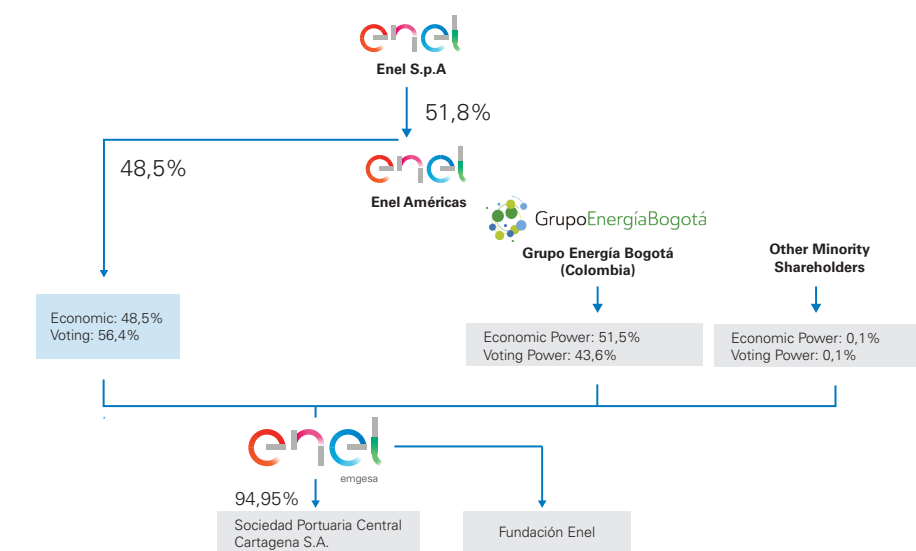 enel
Enel S.p.A
51,8%
48,5%
enel
Enel Américas
GrupoEnergíaBogotá
Grupo Energía Bogotá
(Colombia)
Other Minority
Shareholders
Economic: 48,5%
Voting: 56,4%
Economic Power: 51,5%
Voting Power: 43,6%
Economic Power: 0,1%
Voting Power: 0,1%
enel
emgesa
94,95%
Sociedad Portuaria Central
Cartagena S.A.
Fundación Enel